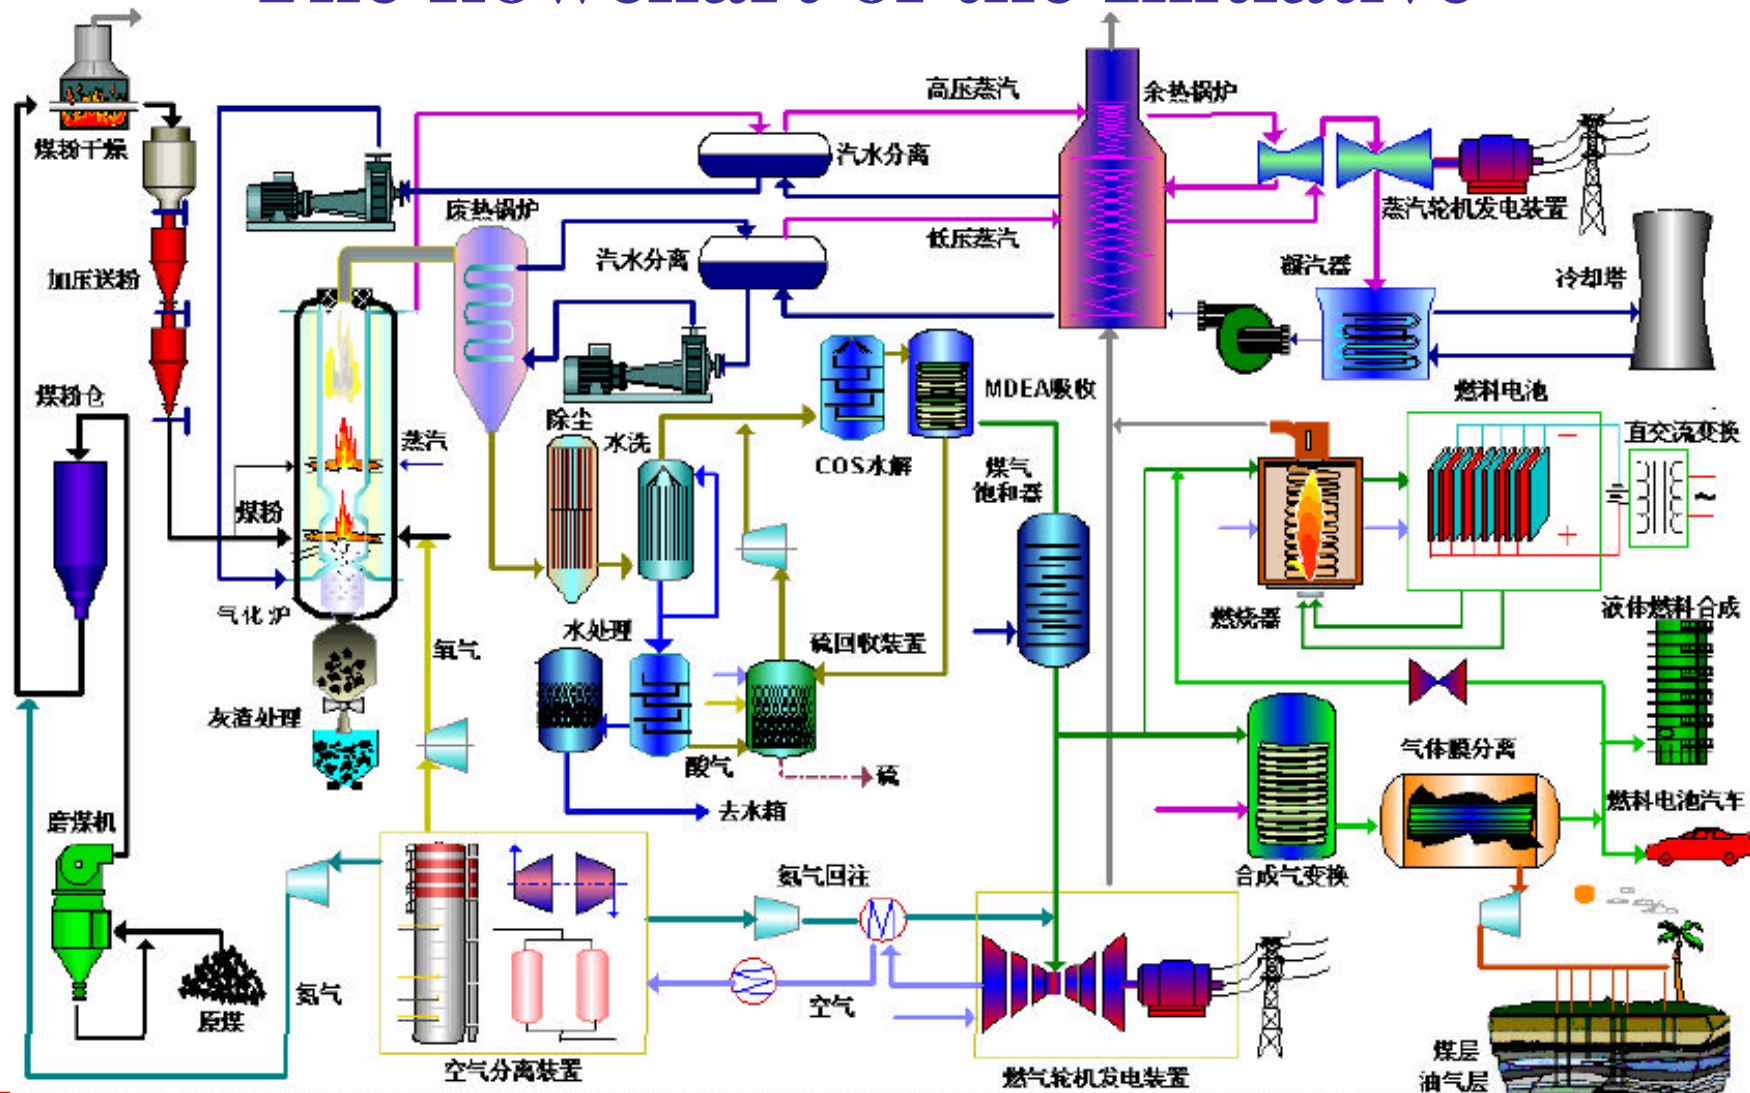 The flowchart of the Initiative
高压蒸汽
余热锅炉
煤粉干燥
汽水分离
废热锅炉
蒸汽轮机发电装置
低压蒸汽
汽水分离
凝汽器
冷却塔
加压送粉
煤粉仓
MDEA吸收
燃料电池
除尘
水洗
直交流变换
蒸汽
COS水解
煤气
饱和器
煤粉
气化炉
燃烧器
液体燃料合成
水处理
硫回收装置
氧气
灰渣处理
酸气
硫
气体膜分离
去水箱
燃料电池汽车
磨煤机
氮气回注
合成气变换
氮气
原煤
空气
空气分离装置
燃气轮机发电装置
煤层
油气层